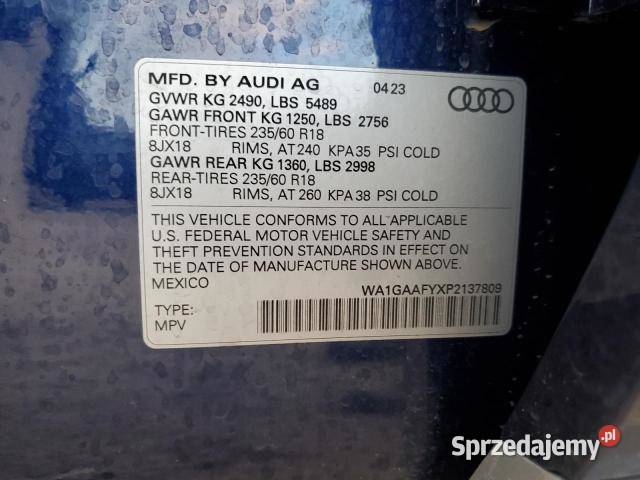 MFD. BY AUDI AG 04 23
GVWR KG 2490, LBS 5489
GAWR FRONT KG 1250, LBS 2756
FRONT-TIRES 235/60 R18
8JX18 RIMS, AT 240 KPA 35 PSI COLD
GAWR REAR KG 1360, LBS 2998
REAR-TIRES 235/60 R18
8JX18 RIMS, AT 260 KPA 38 PSI COLD
THIS VEHICLE CONFORMS TO ALL APPLICABLE
U.S. FEDERAL MOTOR VEHICLE SAFETY AND
THEFT PREVENTION STANDARDS IN EFFECT ON
THE DATE OF MANUFACTURE SHOWN ABOVE.
MEXICO WA1GAAFYXP2137809
TYPE:
MPV
Sprzedajemy.pl